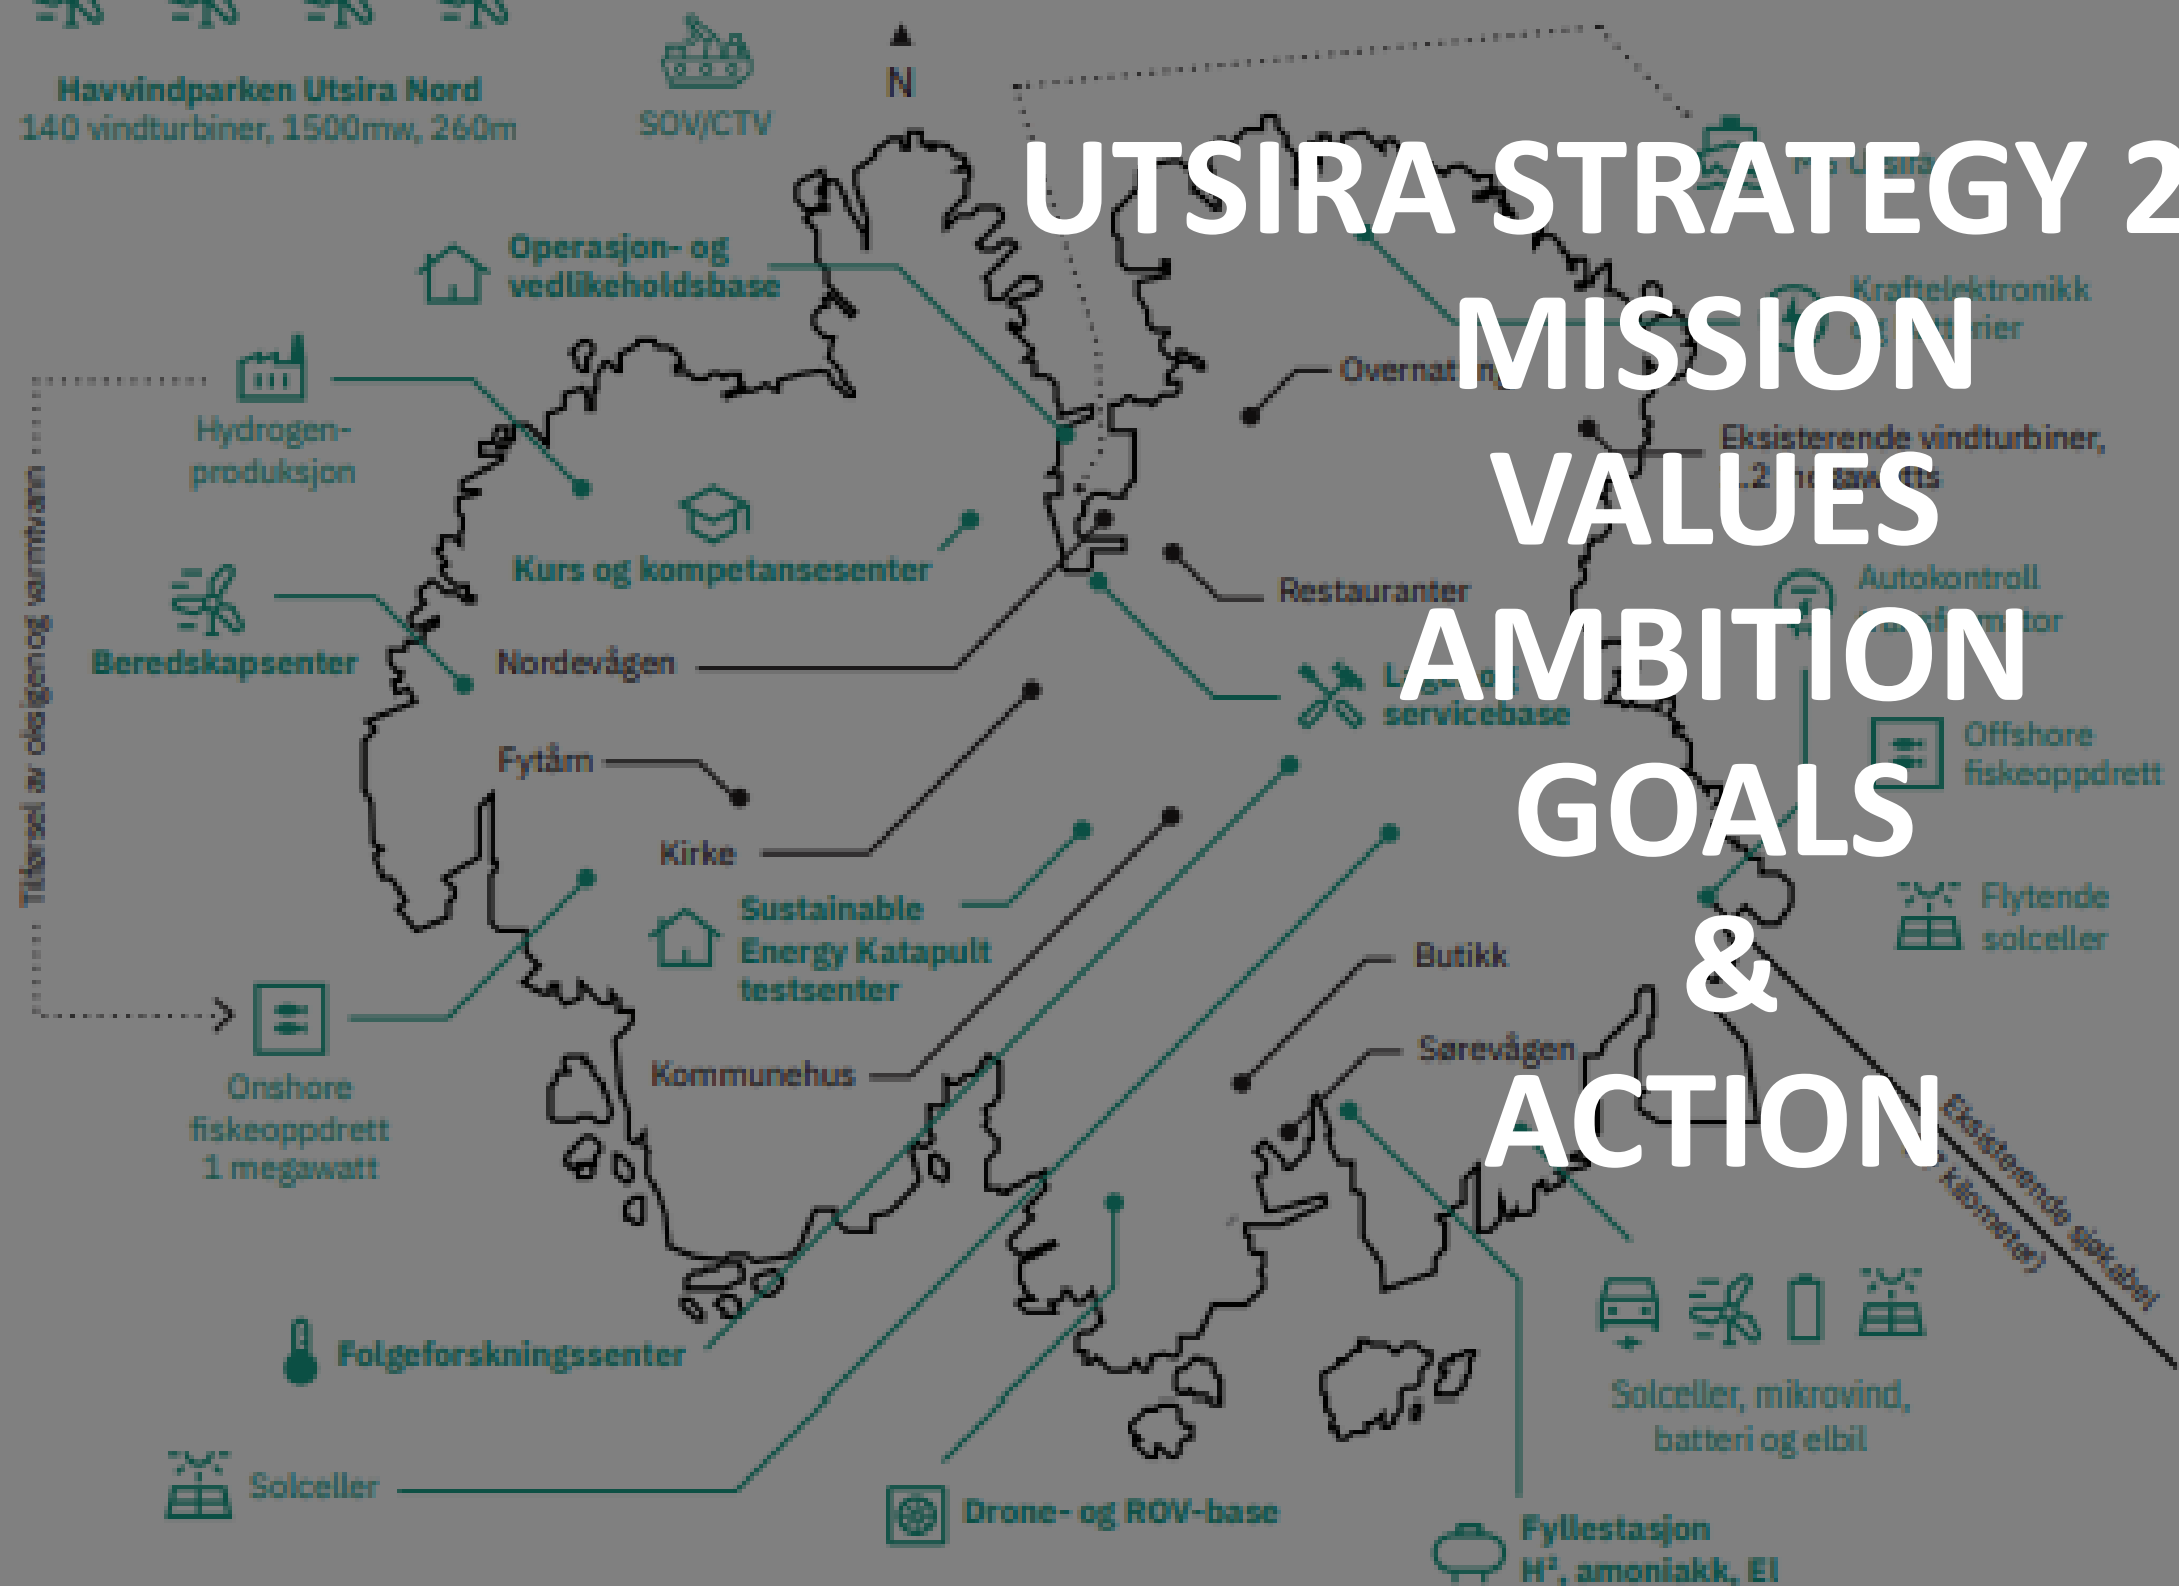 Havvindparken Utsira Nord
140 vindturbiner, 1500mw, 260m
SOV/CTV
N
UTSIRA STRATEGY 2
MISSION
VALUES
AMBITION
GOALS
&
ACTION
Operasjon- og
vedlikeholdsbase
Kraftelektronikk
Hydrogen-
produksjon
Eksisterende vindturbiner,
Kurs og kompetansesenter
Restauranter
Autokontroll
Beredskapsenter
Nordevågen
servicebase
Offshore
fiskeoppdrett
Fytårn
Kirke
Sustainable
Energy Katapult
testsenter
Flytende
solceller
Butikk
Sørevågen
Kommunehus
Onshore
fiskeoppdrett
1 megawatt
Tilførsel av oksigen og varmtvann
Eksisterende sjøkabel
kilometer)
Folgeforskningssenter
Solceller, mikrovind,
batteri og elbil
Solceller
Drone- og ROV-base
Fyllestasjon
H², amoniakk, El